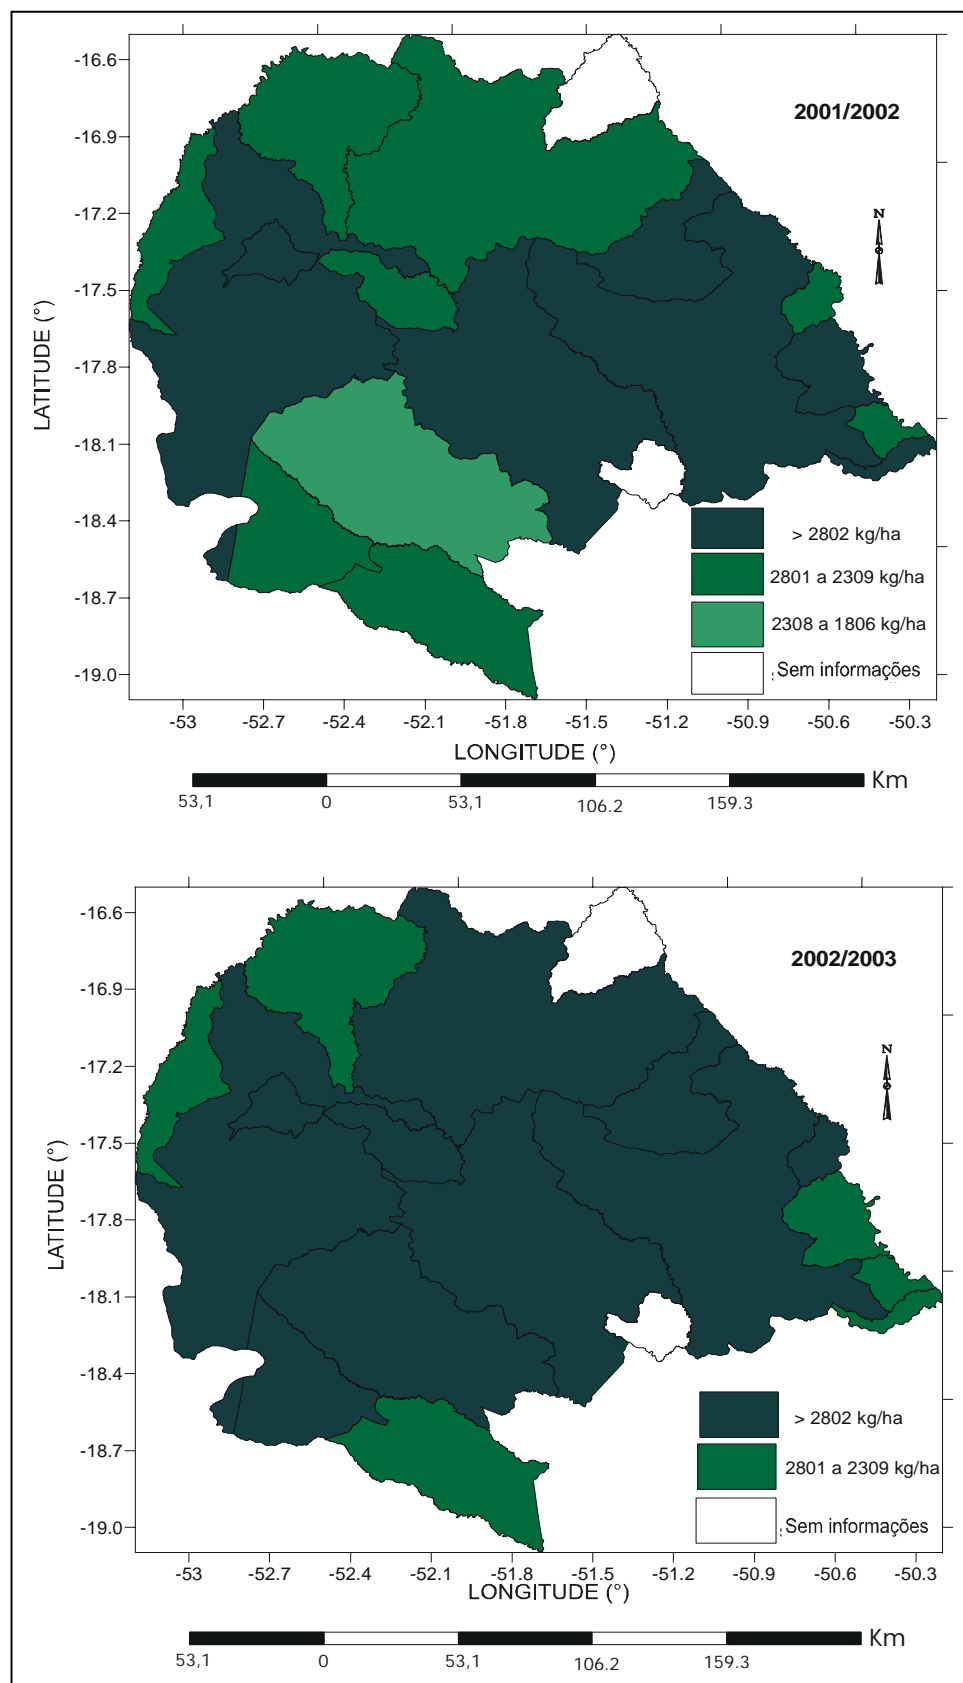 2001/2002
N
LATITUDE (°)
-16.6
-16.9
-17.2
-17.5
-17.8
-18.1
-18.4
-18.7
-19.0
> 2802 kg/ha
2801 a 2309 kg/ha
2308 a 1806 kg/ha
Sem informações
-53 -52.7 -52.4 -52.1 -51.8 -51.5 -51.2 -50.9 -50.6 -50.3
LONGITUDE (°)
Km
53,1 0 53,1 106.2 159.3
2002/2003
N
LATITUDE (°)
-16.6
-16.9
-17.2
-17.5
-17.8
-18.1
-18.4
-18.7
-19.0
> 2802 kg/ha
2801 a 2309 kg/ha
Sem informações
-53 -52.7 -52.4 -52.1 -51.8 -51.5 -51.2 -50.9 -50.6 -50.3
LONGITUDE (°)
Km
53,1 0 53,1 106.2 159.3